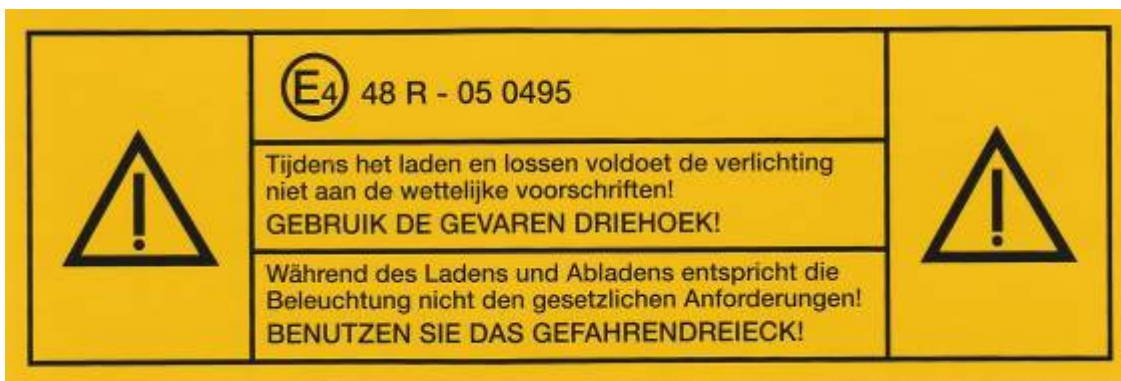 E4 48 R - 05 0495
Tijdens het laden en lossen voldoet de verlichting
niet aan de wettelijke voorschriften!
GEBRUIK DE GEVAREN DRIEHOEK!
Während des Ladens und Abladens entspricht die
Beleuchtung nicht den gesetzlichen Anforderungen!
BENUTZEN SIE DAS GEFAHRENDREIECK!